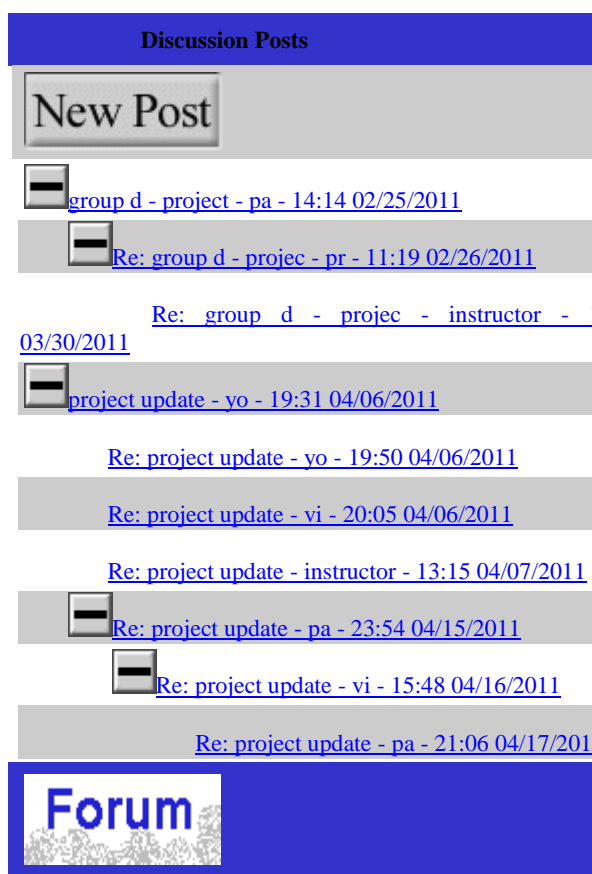 Discussion Posts
New Post
group d - project - pa - 14:14 02/25/2011
Re: group d - projec - pr - 11:19 02/26/2011
Re: group d - projec - instructor -
03/30/2011
project update - yo - 19:31 04/06/2011
Re: project update - yo - 19:50 04/06/2011
Re: project update - vi - 20:05 04/06/2011
Re: project update - instructor - 13:15 04/07/2011
Re: project update - pa - 23:54 04/15/2011
Re: project update - vi - 15:48 04/16/2011
Re: project update - pa - 21:06 04/17/201
Forum